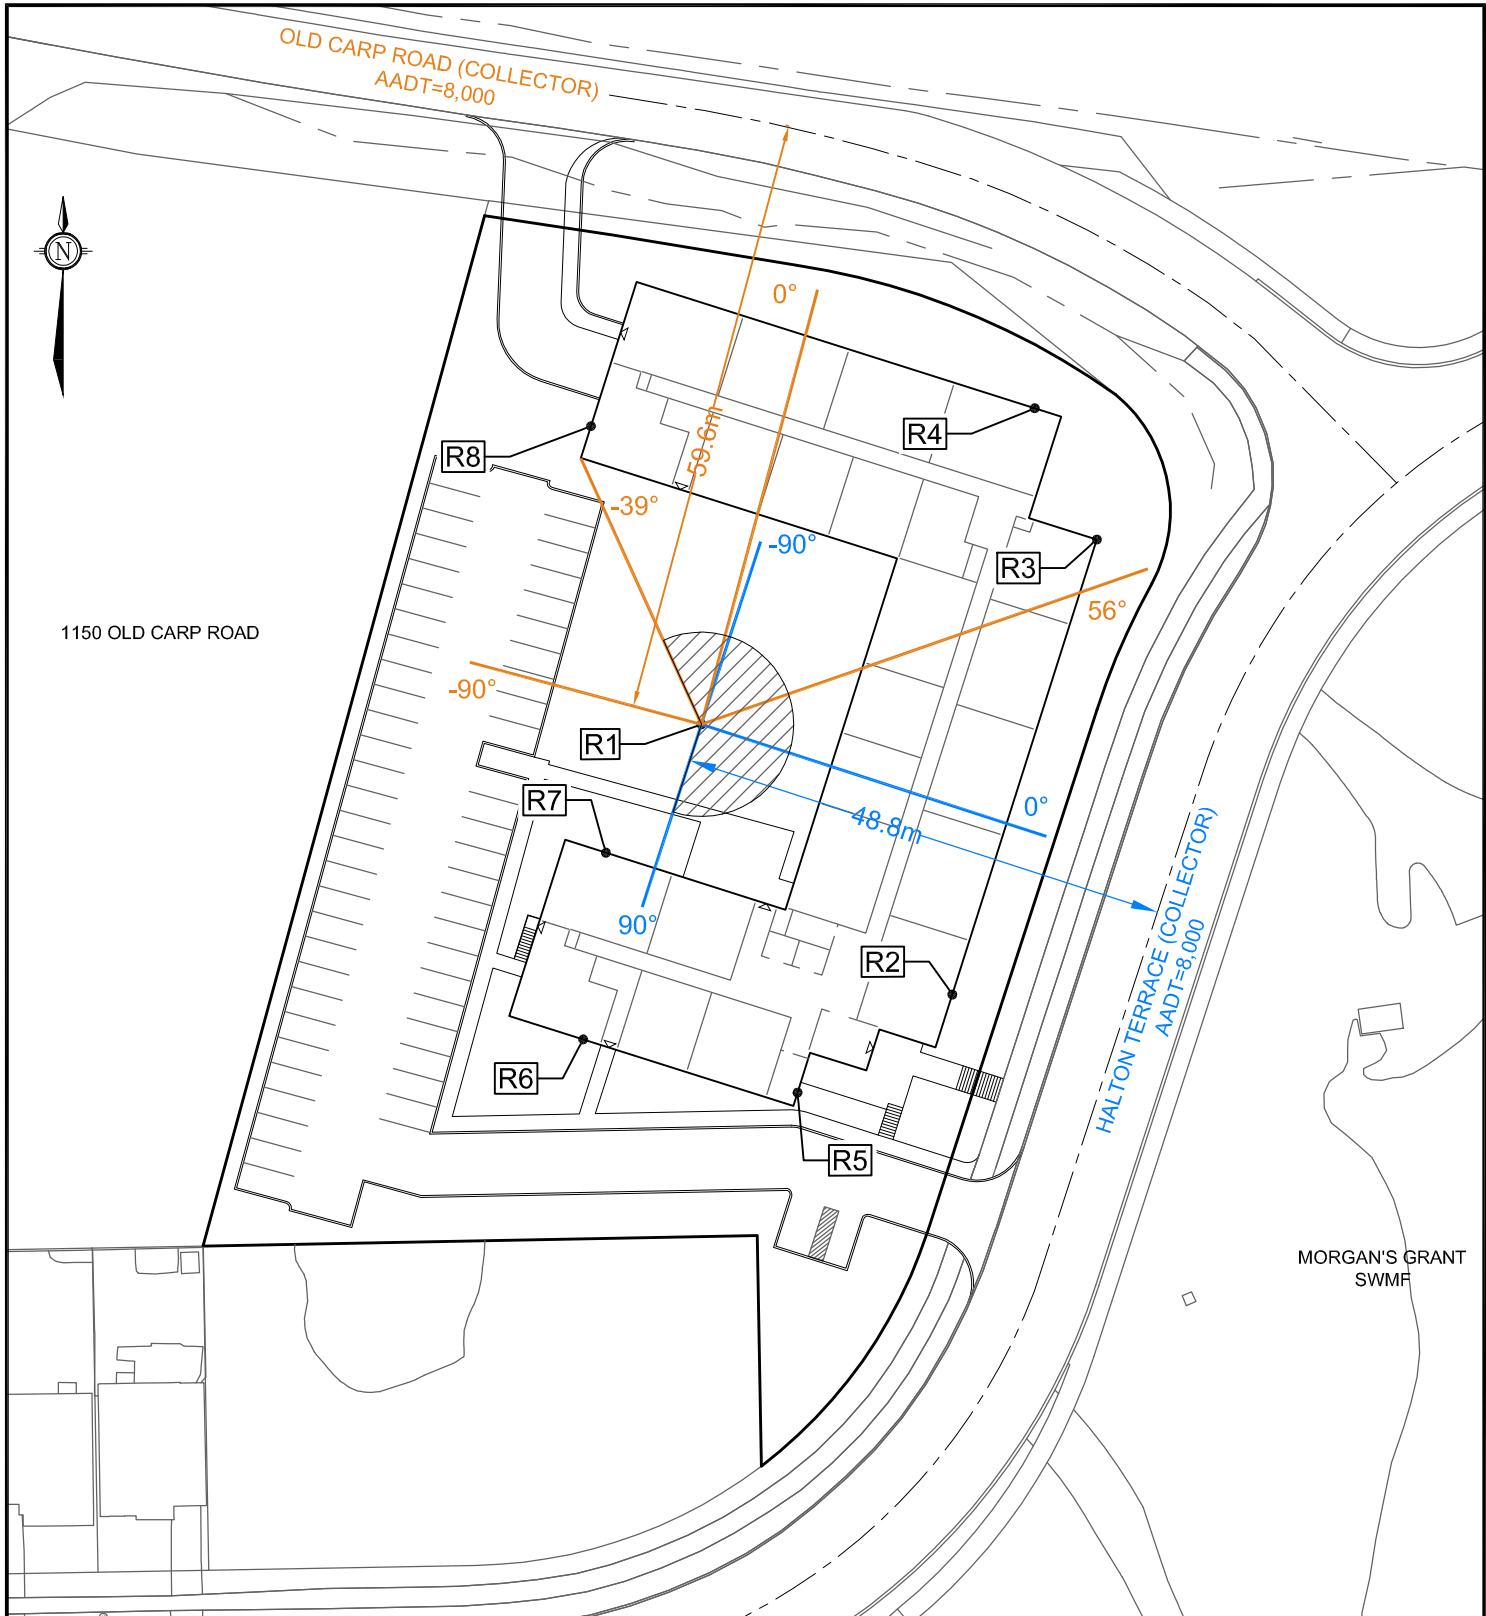 OLD CARP ROAD (COLLECTOR)
AADT=8,000
N
0°
R4
R8
59.6m
-39°
-90°
R3
56°
1150 OLD CARP ROAD
-90°
R1
R7
0°
48.8m
90°
R2
HALTON TERRACE (COLLECTOR)
AADT=8,000
R6
R5
MORGAN'S GRANT
SWMF